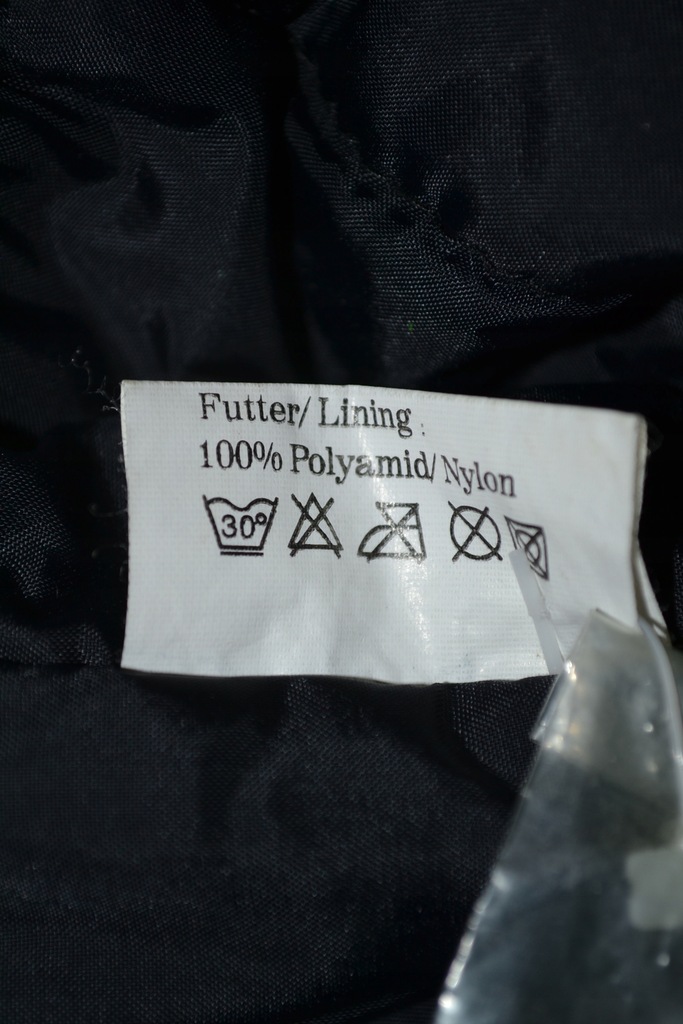 Futter/ Lining :
100% Polyamid/ Nylon
30°